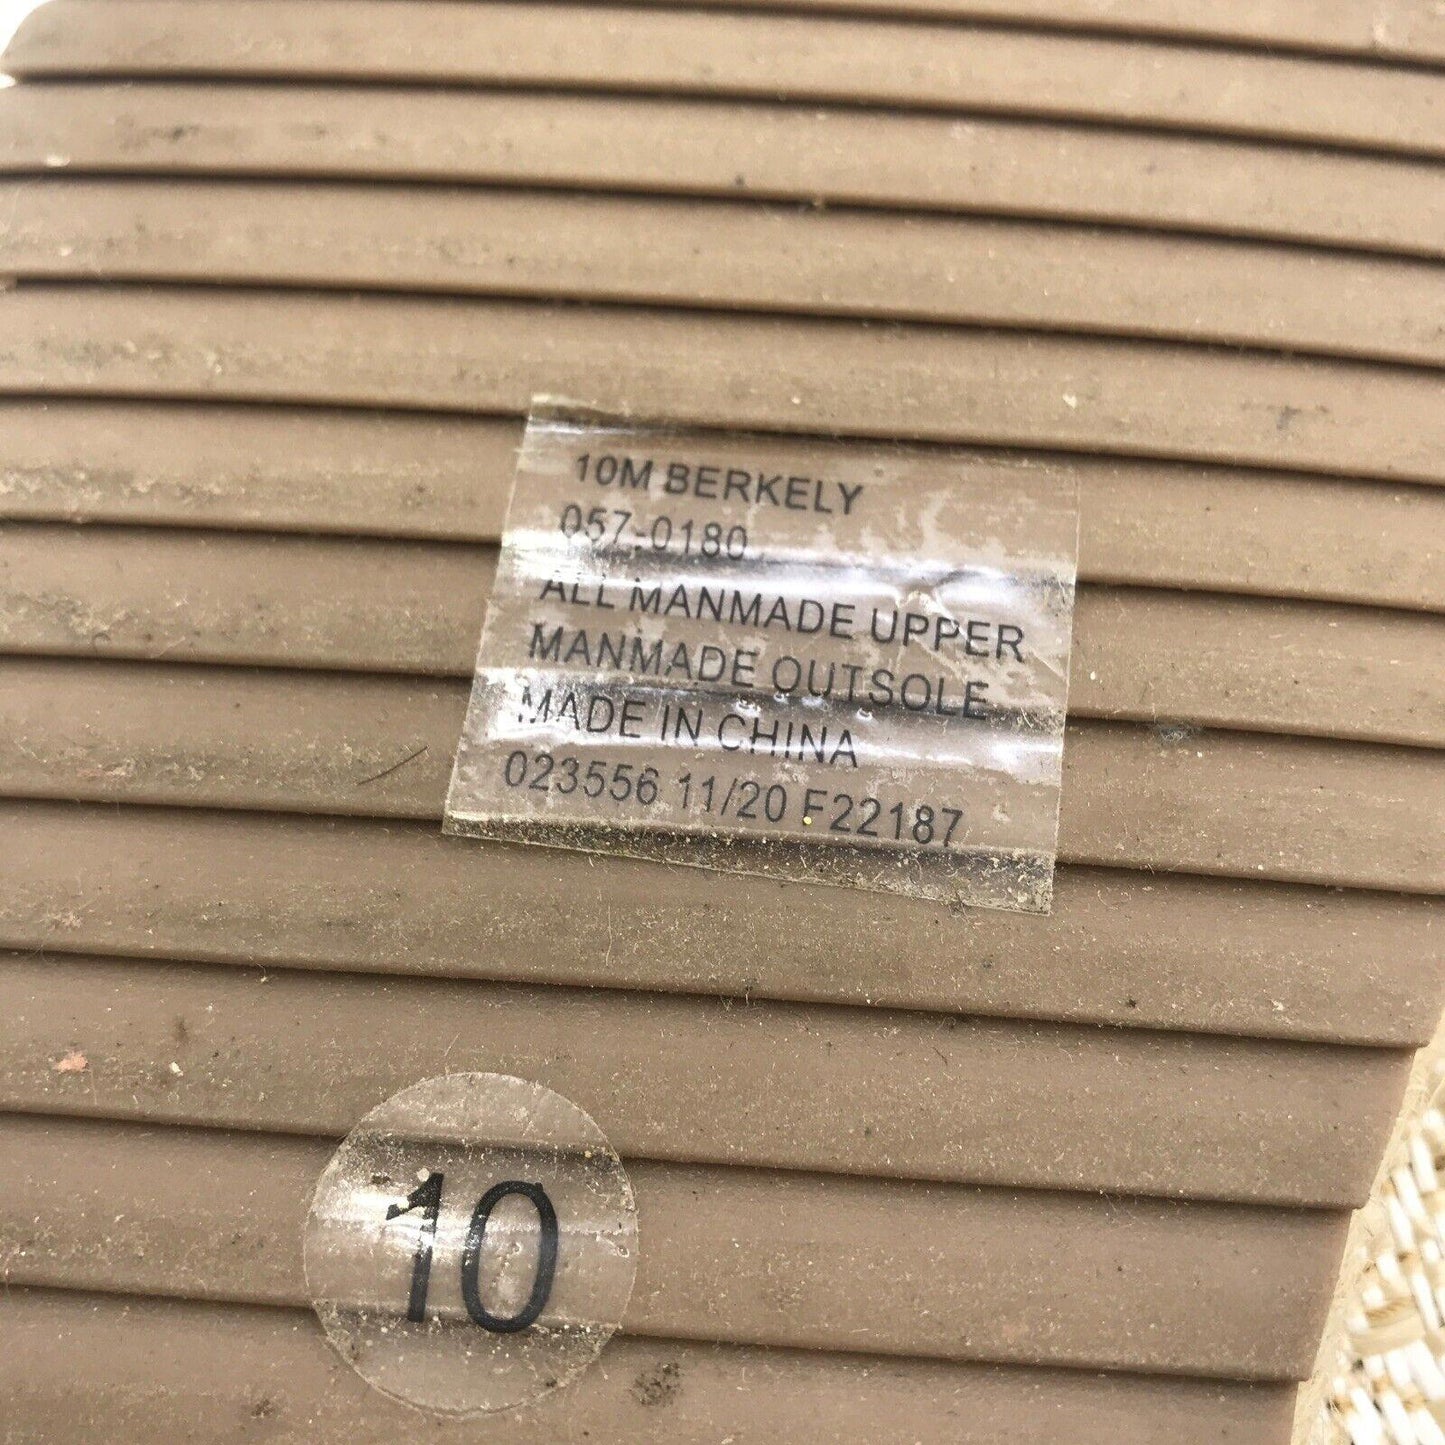 10M BERKELY
057-0180
ALL MANMADE UPPER
MANMADE OUTSOLE
MADE IN CHINA
023556 11/20 F22187
10